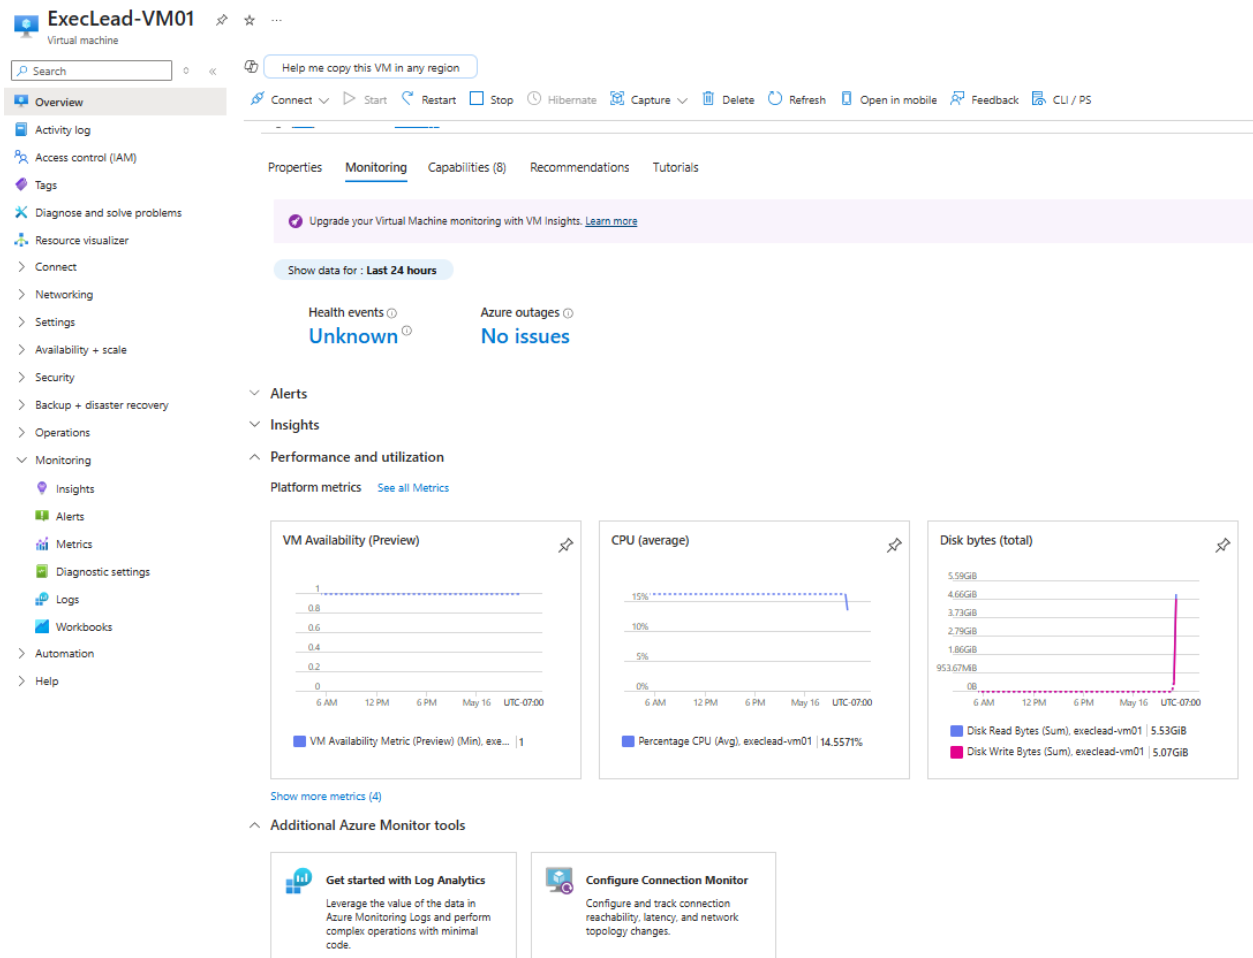 ExecLead-VM01
Virtual machine
Search
Overview
Activity log
Access control (IAM)
Tags
Diagnose and solve problems
Resource visualizer
Connect
Networking
Settings
Availability + scale
Security
Backup + disaster recovery
Operations
Monitoring
Insights
Alerts
Metrics
Diagnostic settings
Logs
Workbooks
Automation
Help
Help me copy this VM in any region
Connect Start Restart Stop Hibernate Capture Delete Refresh Open in mobile Feedback CLI / PS
Properties Monitoring Capabilities (8) Recommendations Tutorials
Upgrade your Virtual Machine monitoring with VM Insights. Learn more
Show data for : Last 24 hours
Health events
Unknown
Azure outages
No issues
Alerts
Insights
Performance and utilization
Platform metrics See all Metrics
VM Availability (Preview)
1
0.8
0.6
0.4
0.2
0
6 AM 12 PM 6 PM May 16 UTC-07:00
VM Availability Metric (Preview) (Min), exe... 1
CPU (average)
15%
10%
5%
0%
6 AM 12 PM 6 PM May 16 UTC-07:00
Percentage CPU (Avg), execlead-vm01 14.5571%
Disk bytes (total)
5.59GiB
4.66GiB
3.73GiB
2.79GiB
1.86GiB
953.67MiB
0B
6 AM 12 PM 6 PM May 16 UTC-07:00
Disk Read Bytes (Sum), execlead-vm01 5.53GiB
Disk Write Bytes (Sum), execlead-vm01 5.07GiB
Show more metrics (4)
Additional Azure Monitor tools
Get started with Log Analytics
Leverage the value of the data in
Azure Monitoring Logs and perform
complex operations with minimal
code.
Configure Connection Monitor
Configure and track connection
reachability, latency, and network
topology changes.